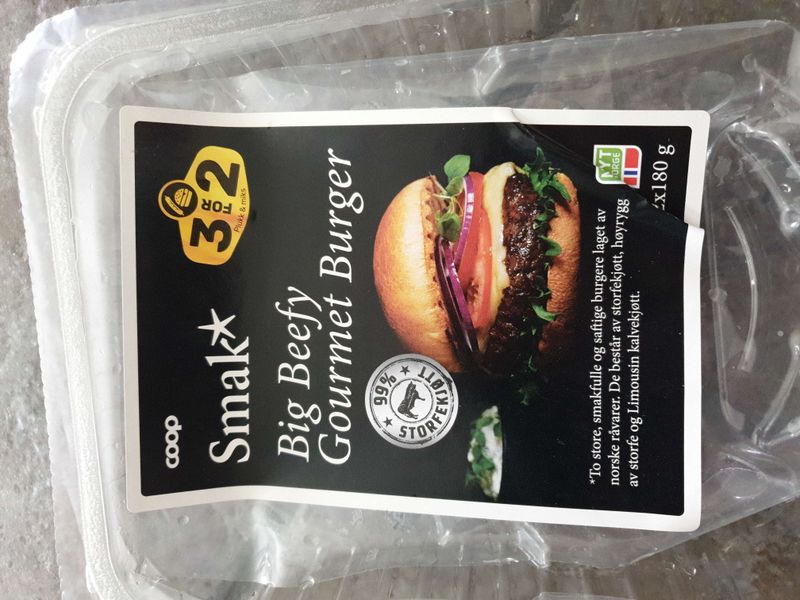 coop
Smak*
3 FOR 2
Plukk & miks
Big Beefy
Gourmet Burger
99%
STORFEKJØTT
NYT
NORGE
*To store, smakfulle og saftige burgere laget av
norske råvarer. De består av storfekjøtt, høyrygg
av storfe og Limousin kalvekjøtt.
2x180 g